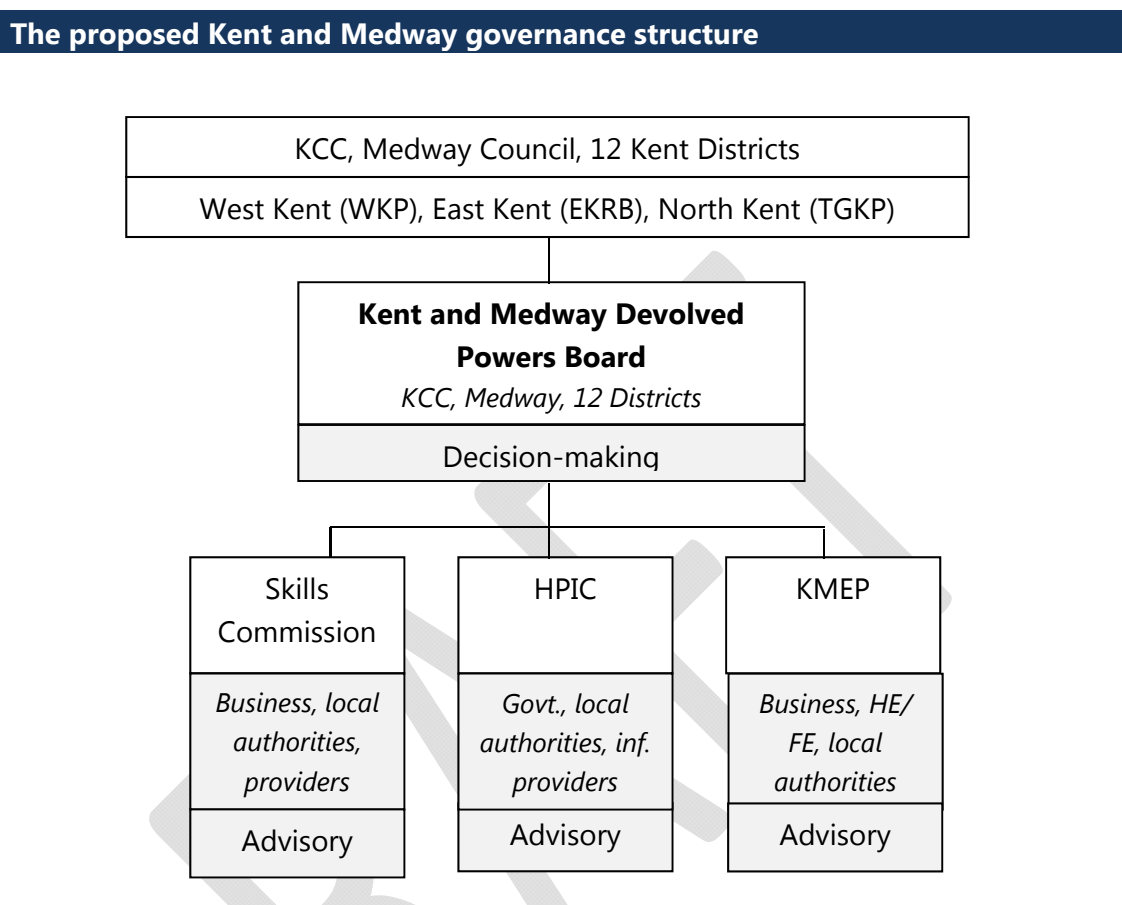 The proposed Kent and Medway governance structure
KCC, Medway Council, 12 Kent Districts
West Kent (WKP), East Kent (EKRB), North Kent (TGKP)
Kent and Medway Devolved
Powers Board
KCC, Medway, 12 Districts
Decision-making
Skills
Commission
Business, local
authorities,
providers
Advisory
HPIC
Govt., local
authorities, inf.
providers
Advisory
KMEP
Business, HE/
FE, local
authorities
Advisory